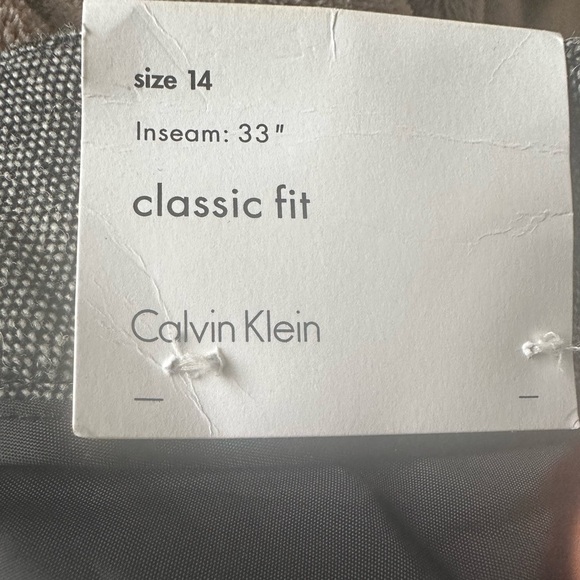 size 14
Inseam: 33"
classic fit
Calvin Klein